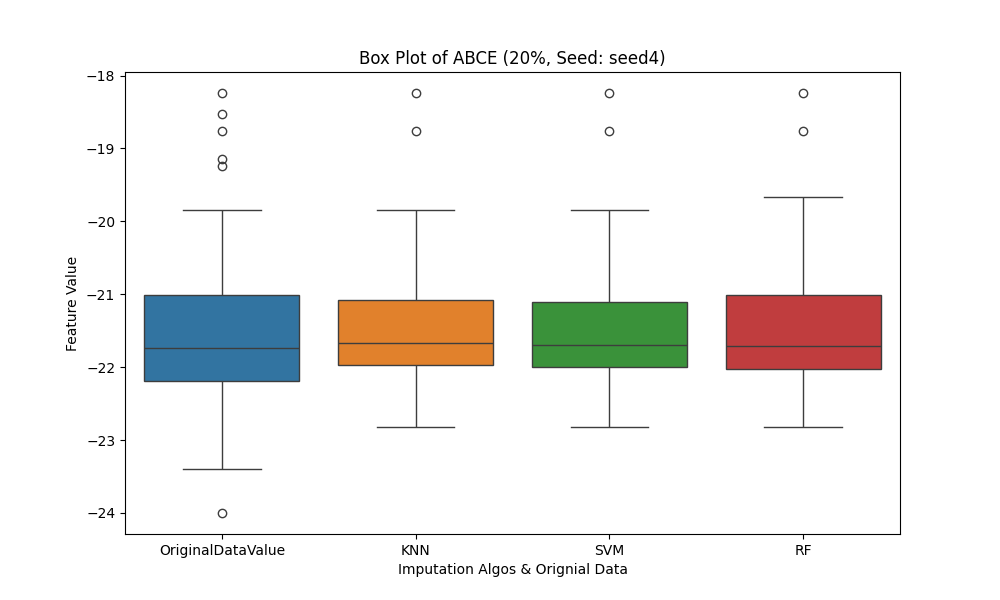 Box Plot of ABCE (20%, Seed: seed4)
−18
−19
−20
−21
−22
−23
−24
Feature Value
OriginalDataValue KNN SVM RF
Imputation Algos & Orignial Data